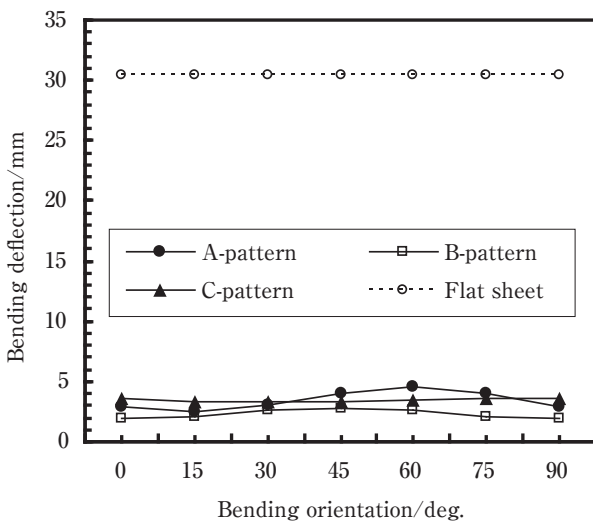 Bending deflection/mm
35
30
25
20
15
10
5
0
A-pattern
B-pattern
C-pattern
Flat sheet
0 15 30 45 60 75 90
Bending orientation/deg.